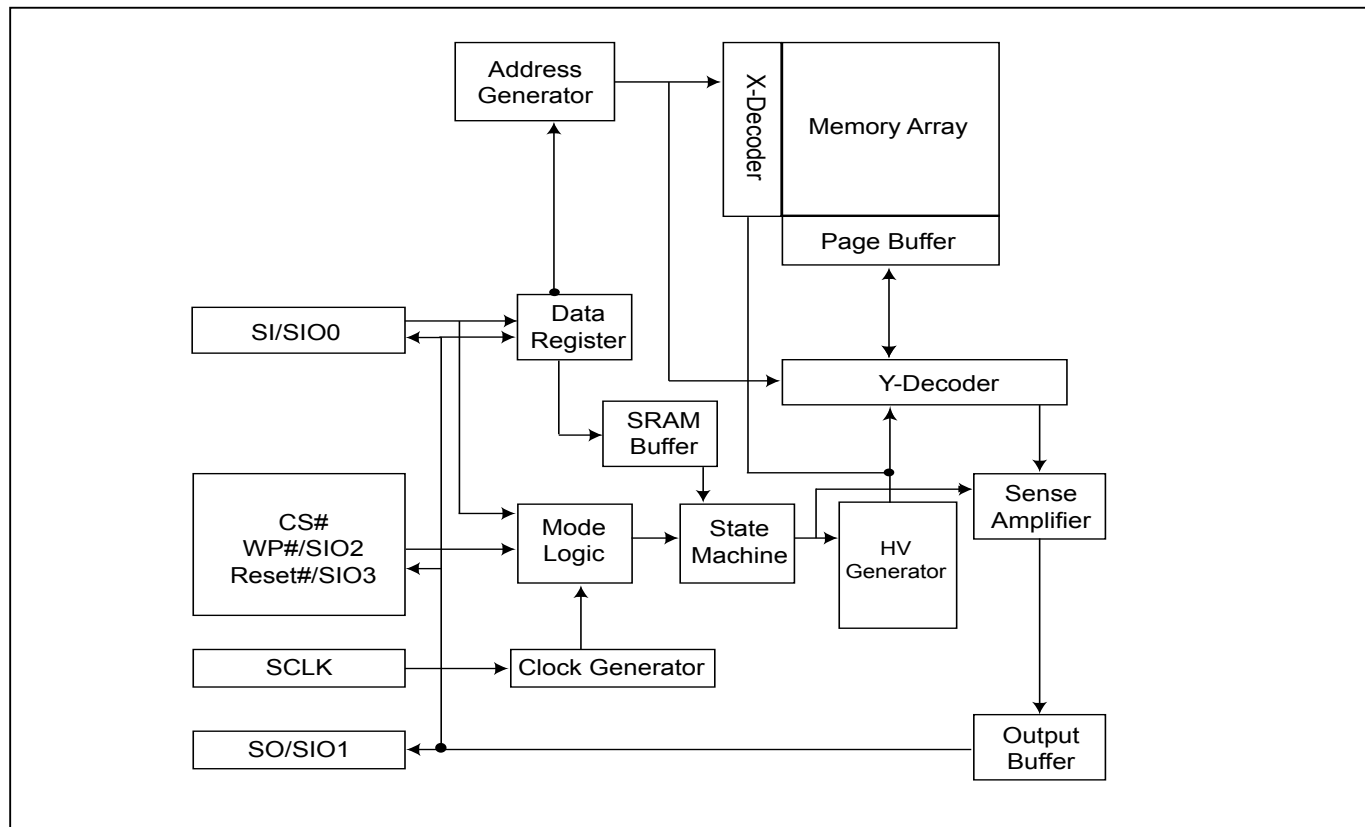 Address
Generator
X-Decoder
Memory Array
Page Buffer
SI/SIO0
Data
Register
Y-Decoder
SRAM
Buffer
CS#
WP#/SIO2
Reset#/SIO3
Mode
Logic
State
Machine
HV
Generator
Sense
Amplifier
SCLK
Clock Generator
SO/SIO1
Output
Buffer